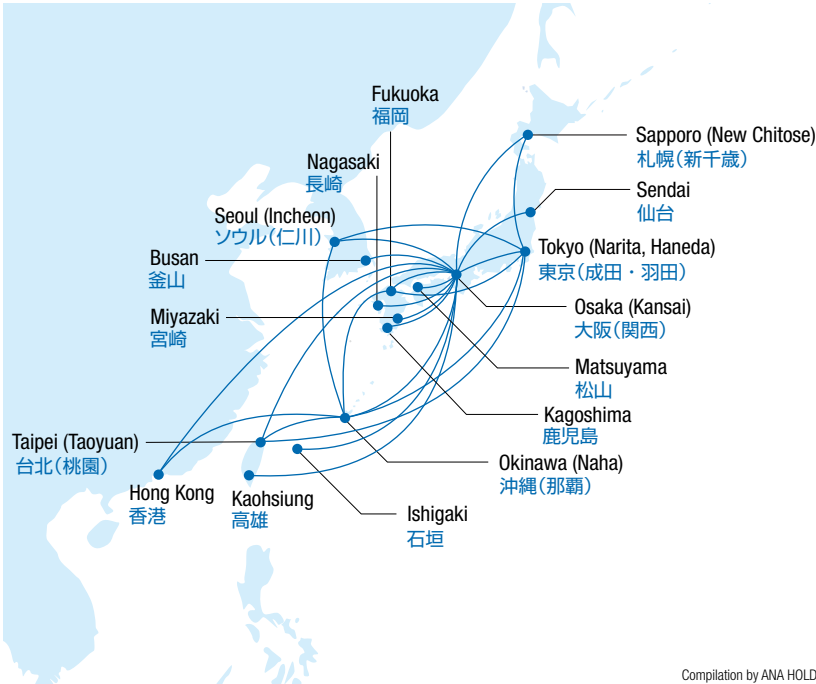 Fukuoka
福岡
Sapporo (New Chitose)
札幌（新千歳）
Nagasaki
長崎
Sendai
仙台
Seoul (Incheon)
ソウル（仁川）
Tokyo (Narita, Haneda)
東京（成田・羽田）
Busan
釜山
Osaka (Kansai)
大阪（関西）
Miyazaki
宮崎
Matsuyama
松山
Kagoshima
鹿児島
Taipei (Taoyuan)
台北（桃園）
Okinawa (Naha)
沖縄（那覇）
Hong Kong
香港
Kaohsiung
高雄
Ishigaki
石垣
Compilation by ANA HOLD